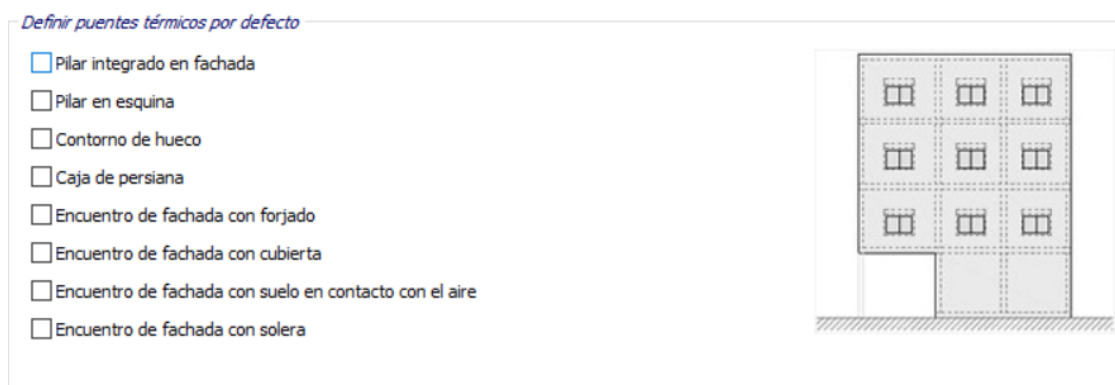 Definir puentes térmicos por defecto
Pilar integrado en fachada
Pilar en esquina
Contorno de hueco
Caja de persiana
Encuentro de fachada con forjado
Encuentro de fachada con cubierta
Encuentro de fachada con suelo en contacto con el aire
Encuentro de fachada con solera